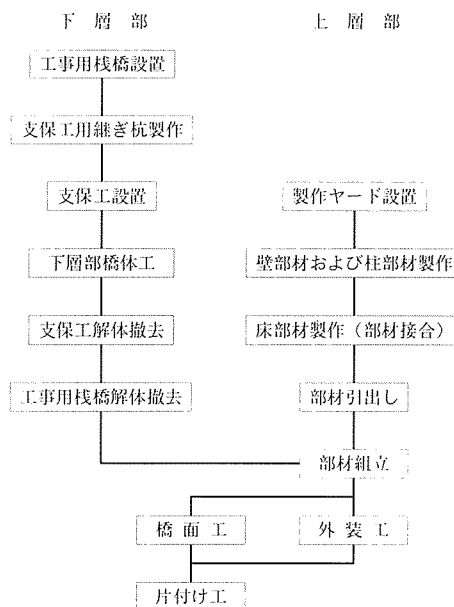 下層部
上層部
工事用桟橋設置
支保工用継ぎ杭製作
支保工設置
製作ヤード設置
下層部橋体工
壁部材および柱部材製作
支保工解体撤去
床部材製作（部材接合）
工事用桟橋解体撤去
部材引出し
部材組立
橋面工
外装工
片付け工